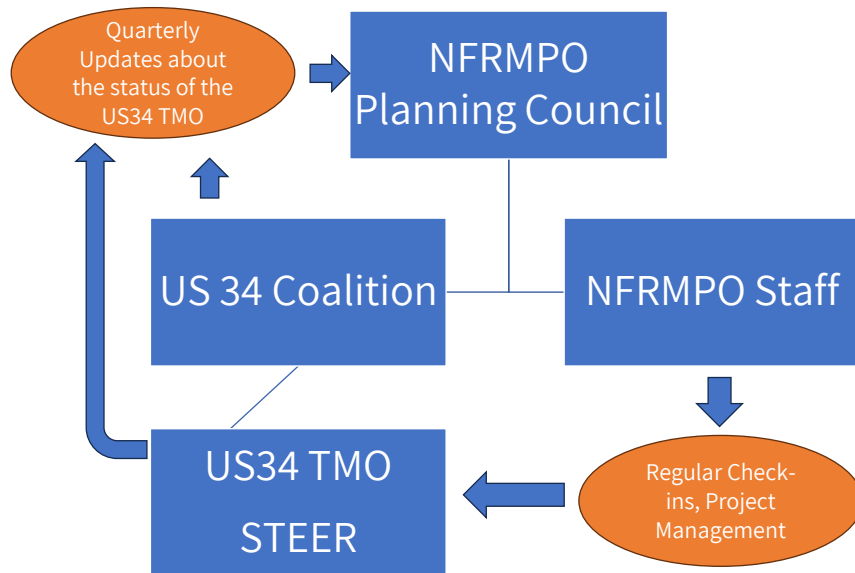 Quarterly
Updates about
the status of the
US34 TMO
NFRMPO
Planning Council
US 34 Coalition
NFRMPO Staff
US34 TMO
STEER
Regular Check-
ins, Project
Management